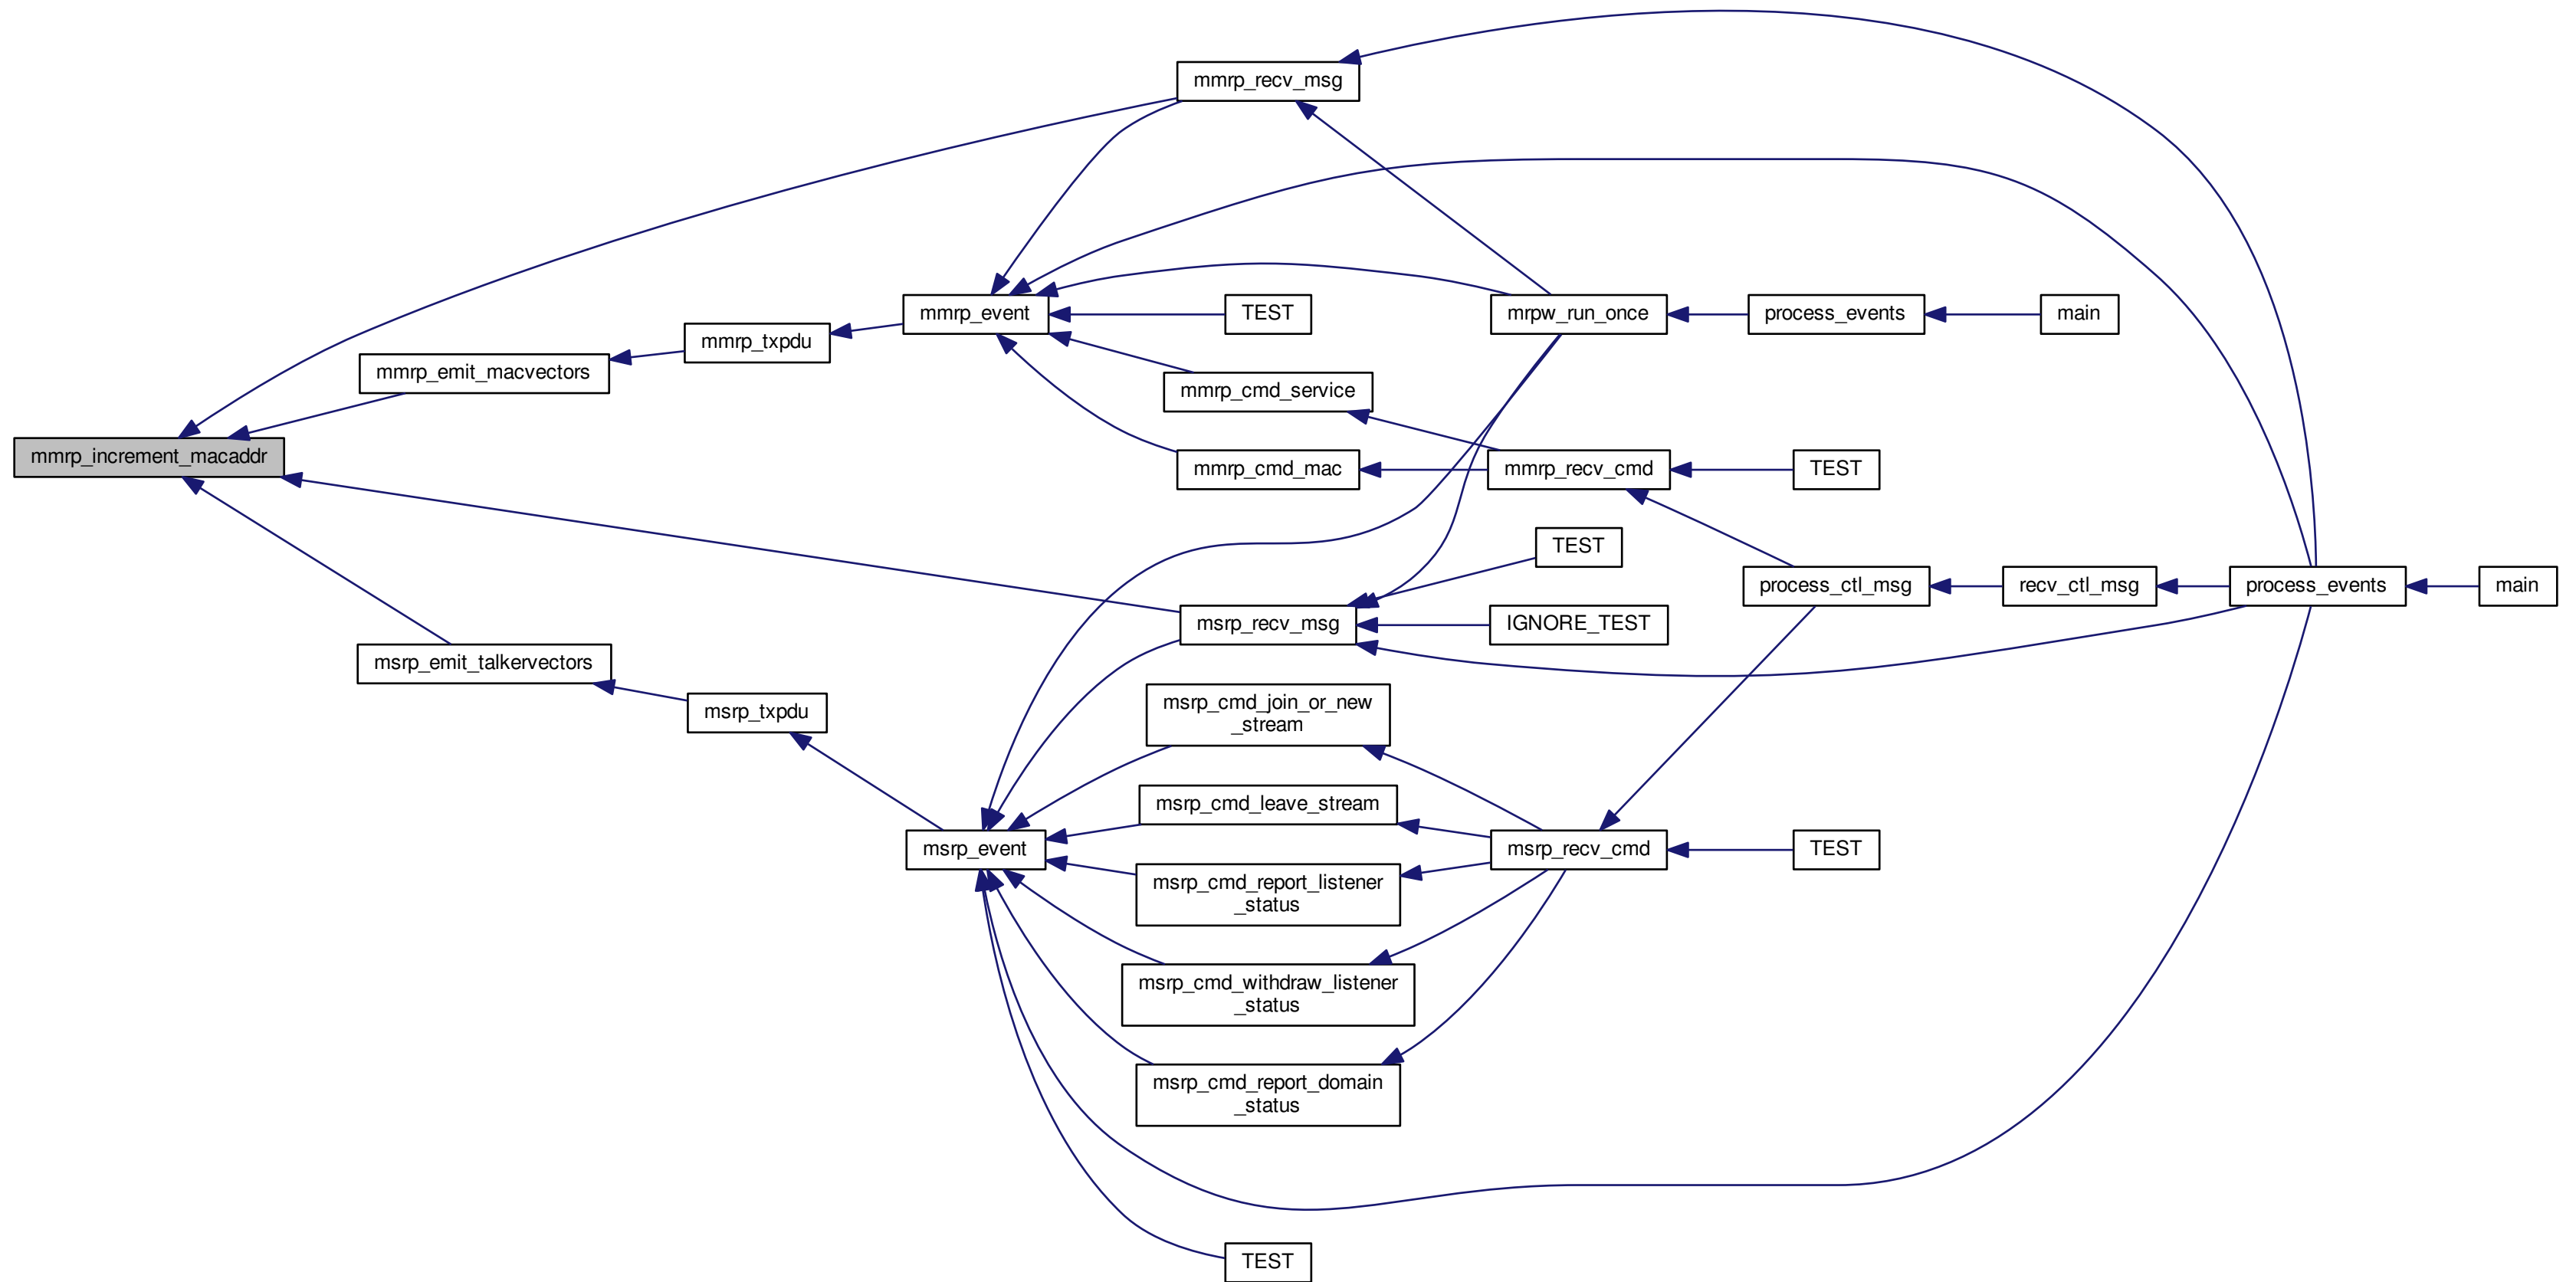 mmrp_recv_msg
mmrp_event
TEST
mrpw_run_once
process_events
main
mmrp_txpdu
mmrp_emit_macvectors
mmrp_cmd_service
mmrp_increment_macaddr
mmrp_cmd_mac
mmrp_recv_cmd
TEST
TEST
process_ctl_msg
recv_ctl_msg
process_events
main
msrp_recv_msg
IGNORE_TEST
msrp_emit_talkervectors
msrp_txpdu
msrp_cmd_join_or_new
_stream
msrp_cmd_leave_stream
msrp_event
msrp_recv_cmd
TEST
msrp_cmd_report_listener
_status
msrp_cmd_withdraw_listener
_status
msrp_cmd_report_domain
_status
TEST